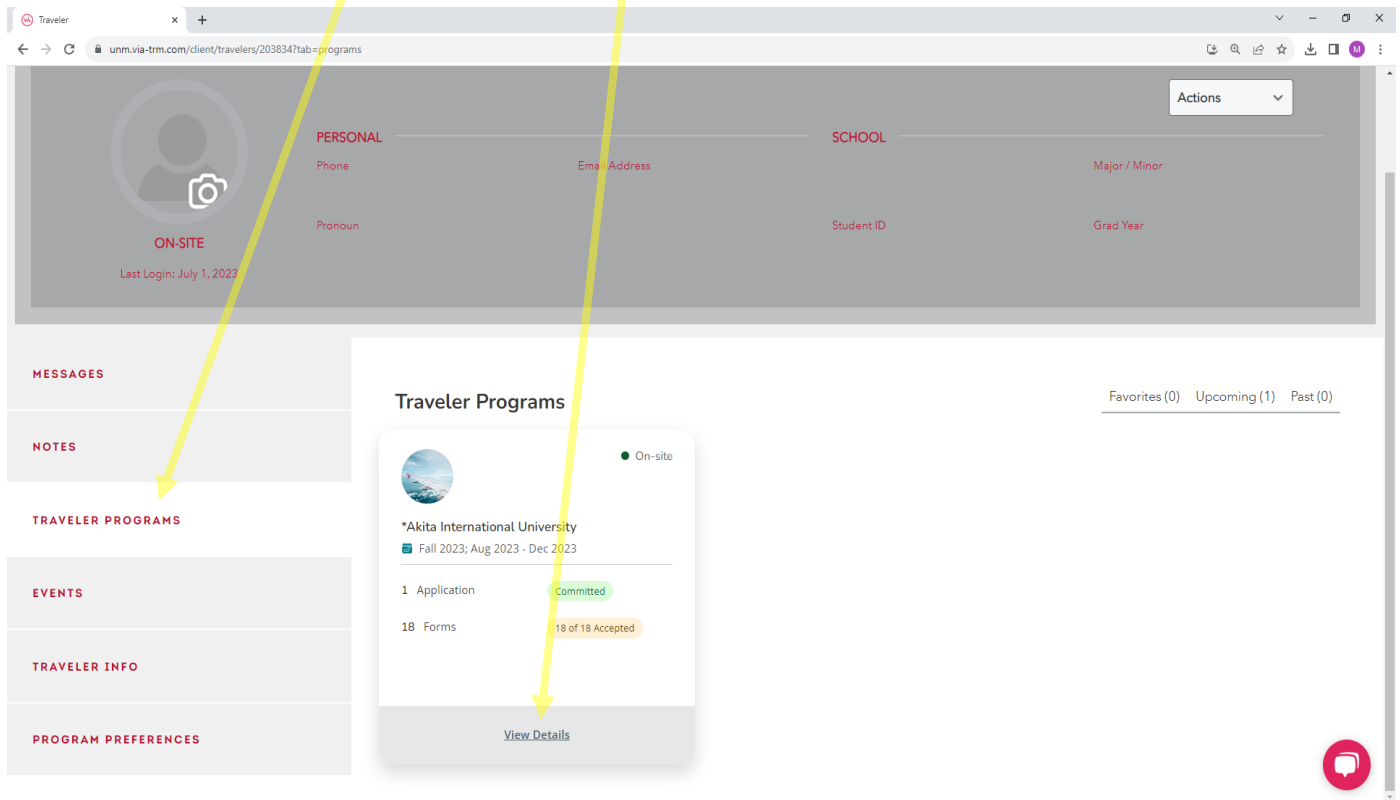 Traveler
unm.via-trm.com/client/travelers/203834?tab=programs
M
Actions
PERSONAL
SCHOOL
Phone
Email Address
Major / Minor
Pronoun
Student ID
Grad Year
ON-SITE
Last Login: July 1, 2023
MESSAGES
NOTES
TRAVELER PROGRAMS
EVENTS
TRAVELER INFO
PROGRAM PREFERENCES
Traveler Programs
Favorites (0) Upcoming (1) Past (0)
On-site
*Akita International University
Fall 2023; Aug 2023 - Dec 2023
1 Application Committed
18 Forms 18 of 18 Accepted
View Details